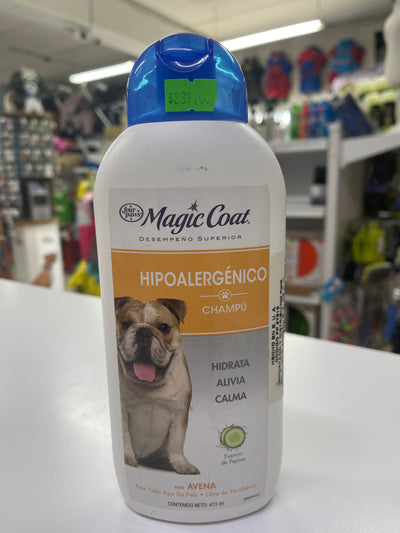 $239.00
four paws
Magic Coat
DESEMPEÑO SUPERIOR
HIPOALERGÉNICO
CHAMPÚ
HIDRATA
ALIVIA
CALMA
Esencia
de Pepino
con AVENA
Para Todo Tipo De Pelo • Libre de Parabenos
CONTENIDO NETO: 473 ml